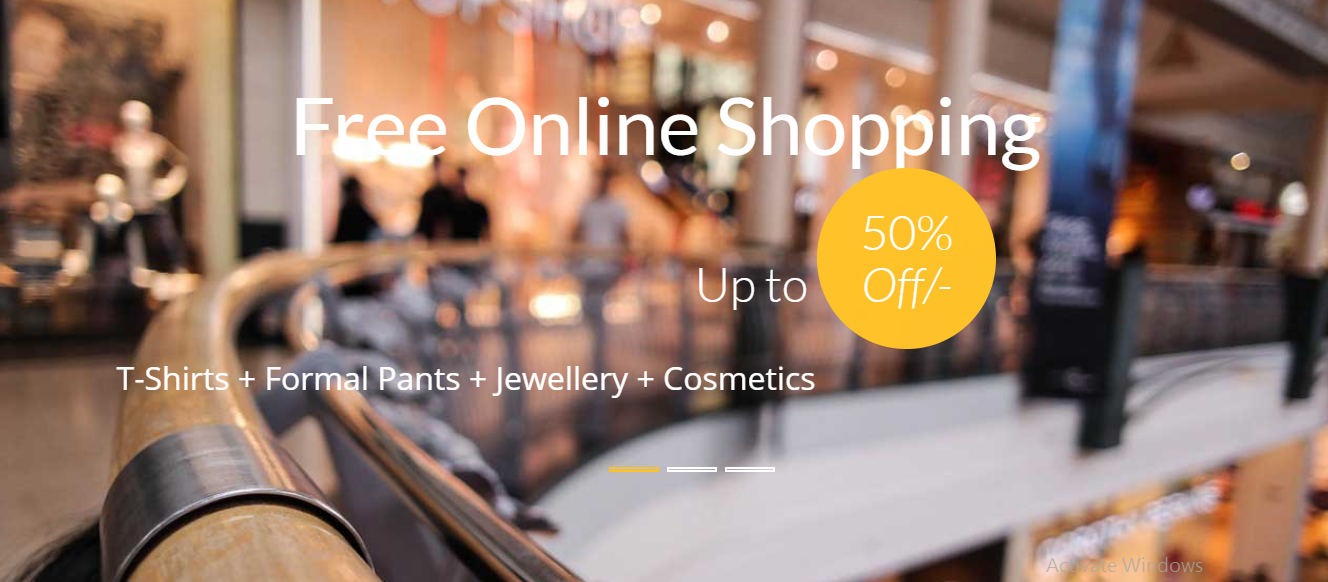 Free Online Shopping
50%
Up to Off/-
T-Shirts + Formal Pants + Jewellery + Cosmetics
Activate Windows